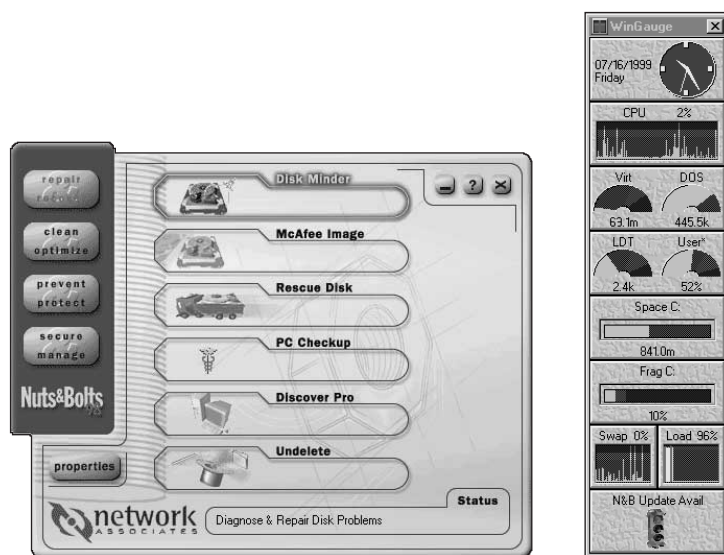 repair
clean
optimize
prevent
protect
secure
manage
Nuts&Bolts
98
properties
Disk Minder
McAfee Image
Rescue Disk
PC Checkup
Discover Pro
Undelete
Status
Diagnose & Repair Disk Problems
network
ASSOCIATES
WinGauge
07/16/1999
Friday
CPU 2%
Virt DOS
63.1m 445.5k
LDT User*
2.4k 52%
Space C:
841.0m
Frag C:
10%
Swap 0% Load 96%
N&B Update Avail